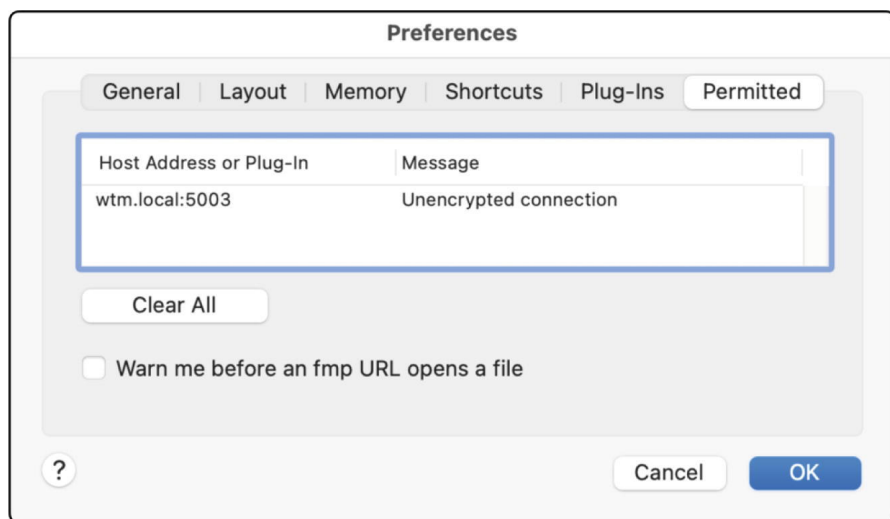 Preferences
General Layout Memory Shortcuts Plug-Ins Permitted
Host Address or Plug-In Message
wtm.local:5003 Unencrypted connection
Clear All
Warn me before an fmp URL opens a file
? Cancel OK